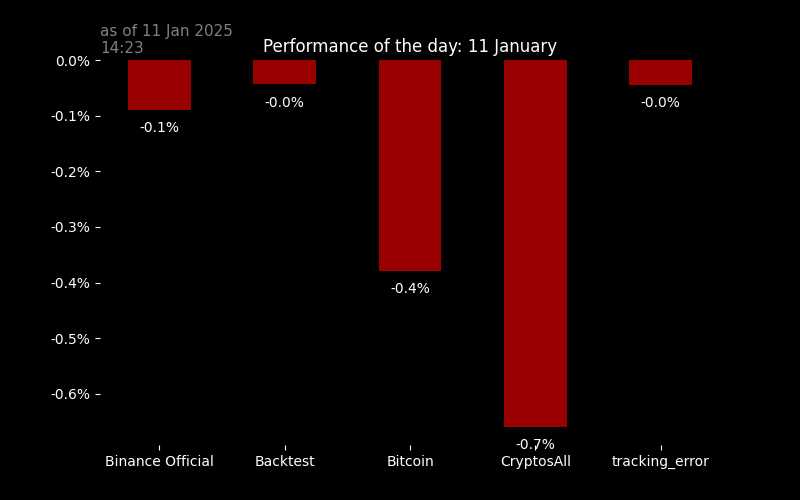 as of 11 Jan 2025
14:23
Performance of the day: 11 January
0.0%
-0.1%
-0.2%
-0.3%
-0.4%
-0.5%
-0.6%
-0.1%
-0.0%
-0.4%
-0.7%
-0.0%
Binance Official
Backtest
Bitcoin
CryptosAll
tracking_error